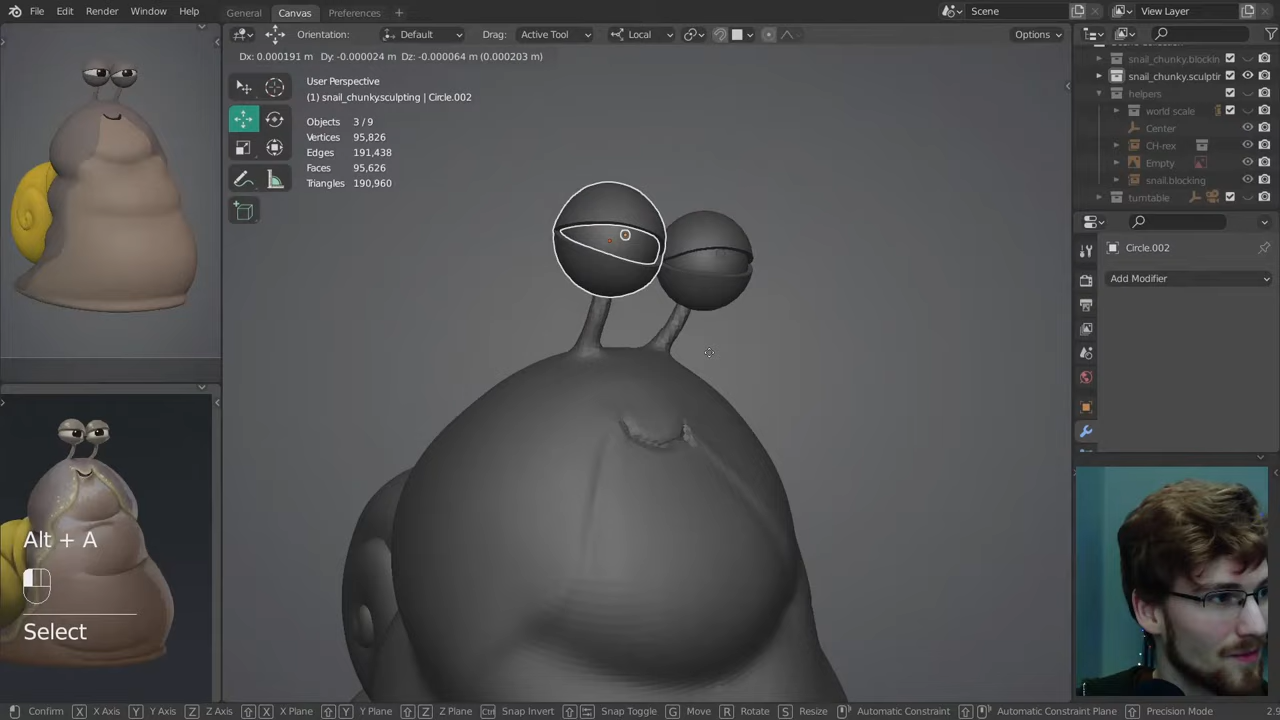 File Edit Render Window Help
General Canvas Preferences +
Scene
View Layer
Orientation: Default Drag: Active Tool Local Options
Dx: 0.000191 m Dy: -0.000024 m Dz: -0.000064 m (0.000203 m)
User Perspective
(1) snail_chunky.sculpting | Circle.002
Objects 3 / 9
Vertices 95,826
Edges 191,438
Faces 95,626
Triangles 190,960
snail_chunky.blockin
snail_chunky.sculptin
helpers
world scale
Center
CH-rex
Empty
snail.blocking
turntable
Circle.002
Add Modifier
Alt + A
Select
Confirm X X Axis Y Y Axis Z Z Axis X X Plane Y Y Plane Z Z Plane Ctrl Snap Invert Snap Toggle G Move R Rotate S Resize Automatic Constraint Automatic Constraint Plane Precision Mode